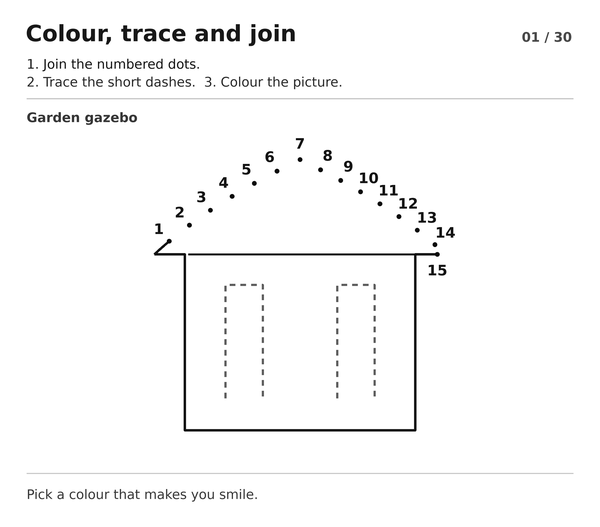 Colour, trace and join
01 / 30
1. Join the numbered dots.
2. Trace the short dashes.  3. Colour the picture.
Garden gazebo
7
6
8
5
9
4
10
3
11
2
12
13
1
14
15
Pick a colour that makes you smile.